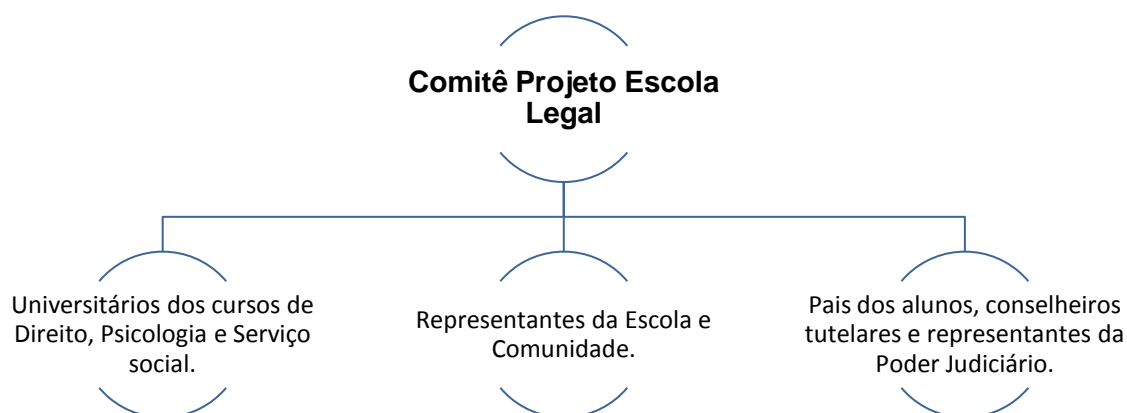 Comitê Projeto Escola
Legal
Universitários dos cursos de
Direito, Psicologia e Serviço
social.
Representantes da Escola e
Comunidade.
Pais dos alunos, conselheiros
tutelares e representantes da
Poder Judiciário.